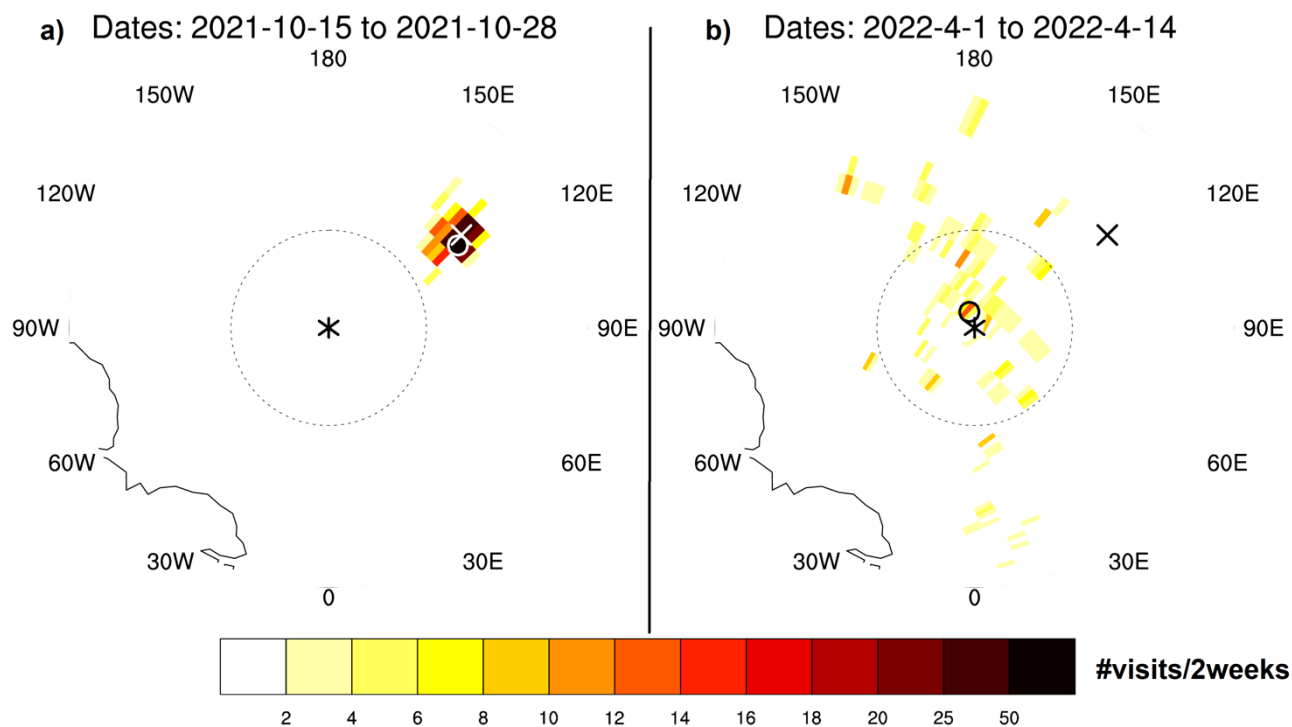 a) Dates: 2021-10-15 to 2021-10-28
180
150W 150E
120W 120E
90W 90E
60W 60E
30W 30E
0
b) Dates: 2022-4-1 to 2022-4-14
180
150W 150E
120W 120E
90W 90E
60W 60E
30W 30E
0
#visits/2weeks
2 4 6 8 10 12 14 16 18 20 25 50